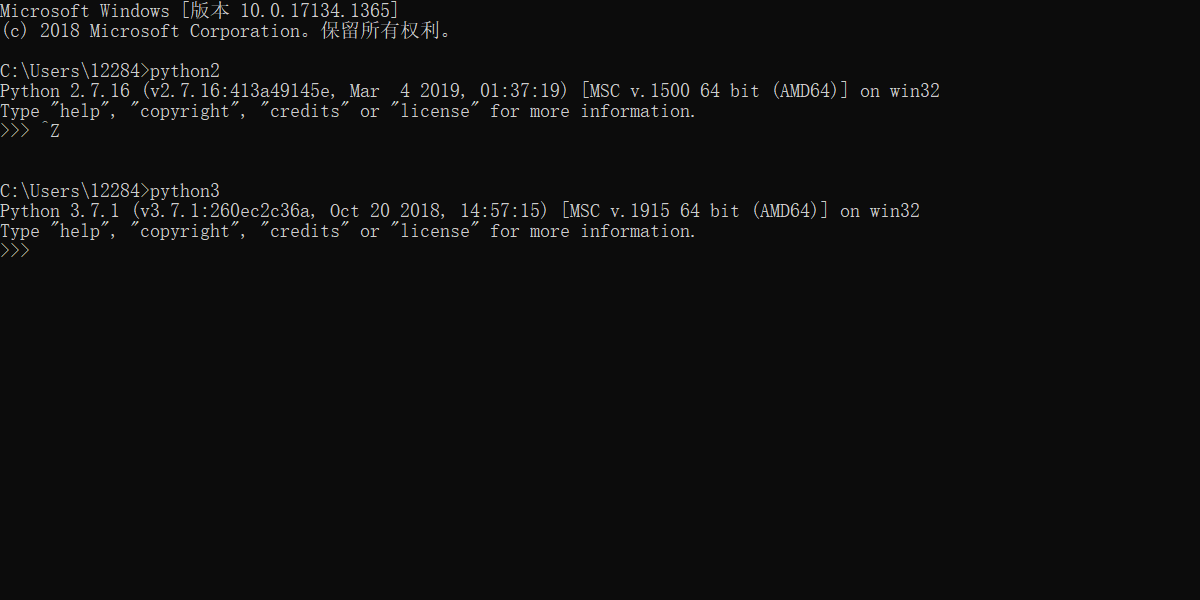 Microsoft Windows [版本 10.0.17134.1365]
(c) 2018 Microsoft Corporation。保留所有权利。
C:\Users\12284>python2
Python 2.7.16 (v2.7.16:413a49145e, Mar  4 2019, 01:37:19) [MSC v.1500 64 bit (AMD64)] on win32
Type "help", "copyright", "credits" or "license" for more information.
>>> ^Z
C:\Users\12284>python3
Python 3.7.1 (v3.7.1:260ec2c36a, Oct 20 2018, 14:57:15) [MSC v.1915 64 bit (AMD64)] on win32
Type "help", "copyright", "credits" or "license" for more information.
>>>